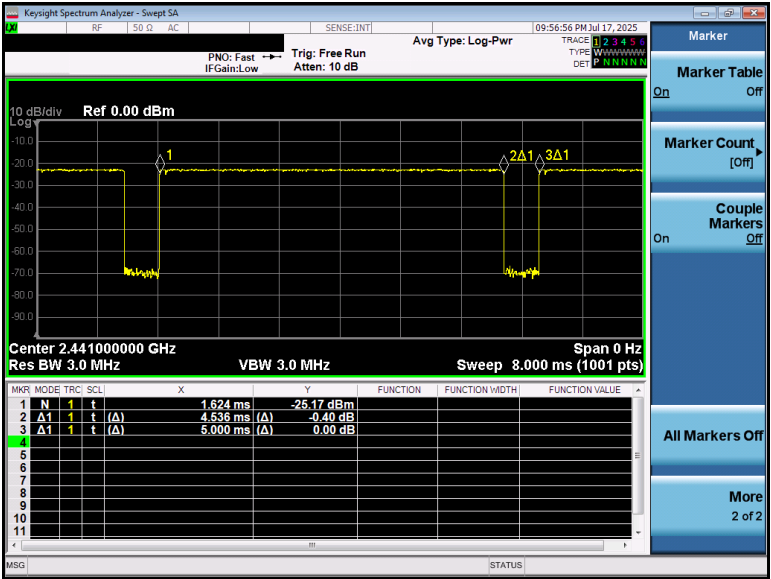 Keysight Spectrum Analyzer - Swept SA
LXI RF 50 Ω AC SENSE:INT 09:56:56 PM Jul 17, 2025
Avg Type: Log-Pwr TRACE 1 2 3 4 5 6
PNO: Fast Trig: Free Run TYPE W W W W W W
IFGain:Low Atten: 10 dB DET P N N N N N
10 dB/div Ref 0.00 dBm
Log
-10.0
-20.0
-30.0
-40.0
-50.0
-60.0
-70.0
-80.0
-90.0
1 2Δ1 3Δ1
Center 2.441000000 GHz Span 0 Hz
Res BW 3.0 MHz VBW 3.0 MHz Sweep 8.000 ms (1001 pts)
MKR MODE TRC SCL X Y FUNCTION FUNCTION WIDTH FUNCTION VALUE
1 N 1 t 1.624 ms -25.17 dBm
2 Δ1 1 t (Δ) 4.536 ms (Δ) -0.40 dB
3 Δ1 1 t (Δ) 5.000 ms (Δ) 0.00 dB
4
5
6
7
8
9
10
11
MSG STATUS
Marker
Marker Table
On Off
Marker Count
[Off]
Couple
Markers
On Off
All Markers Off
More
2 of 2